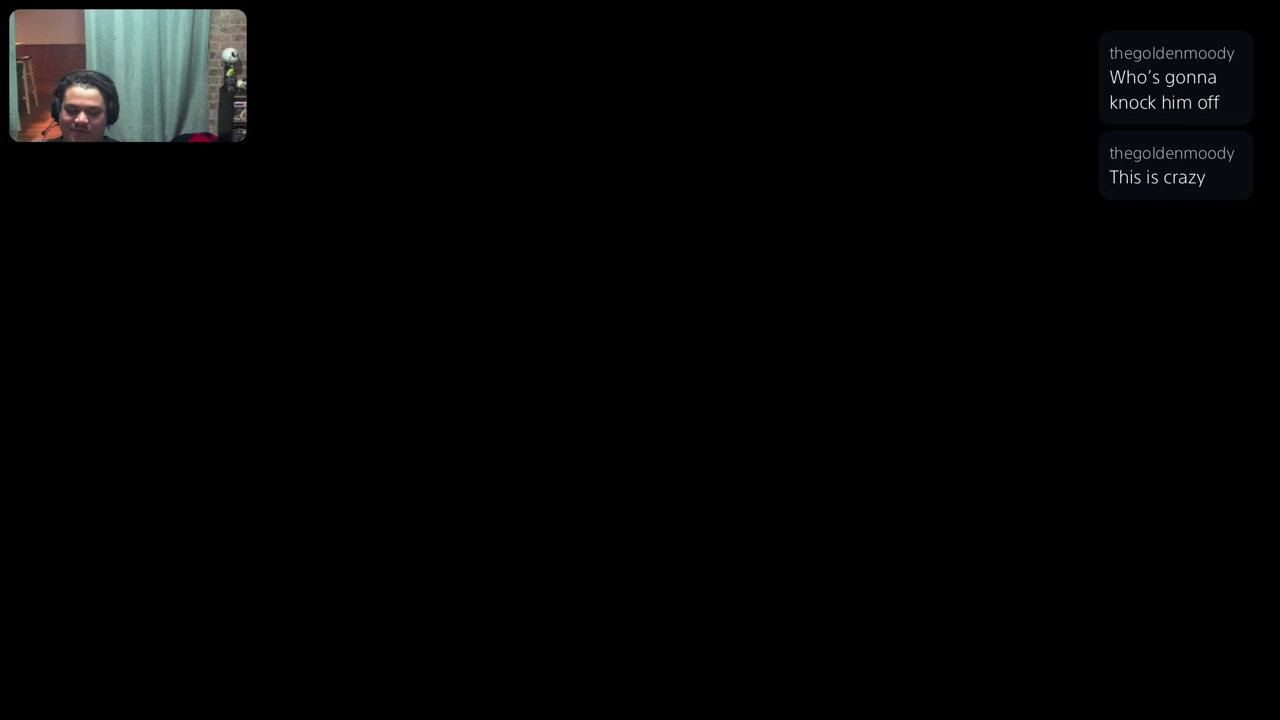 thegoldenmoody
Who's gonna
knock him off
thegoldenmoody
This is crazy